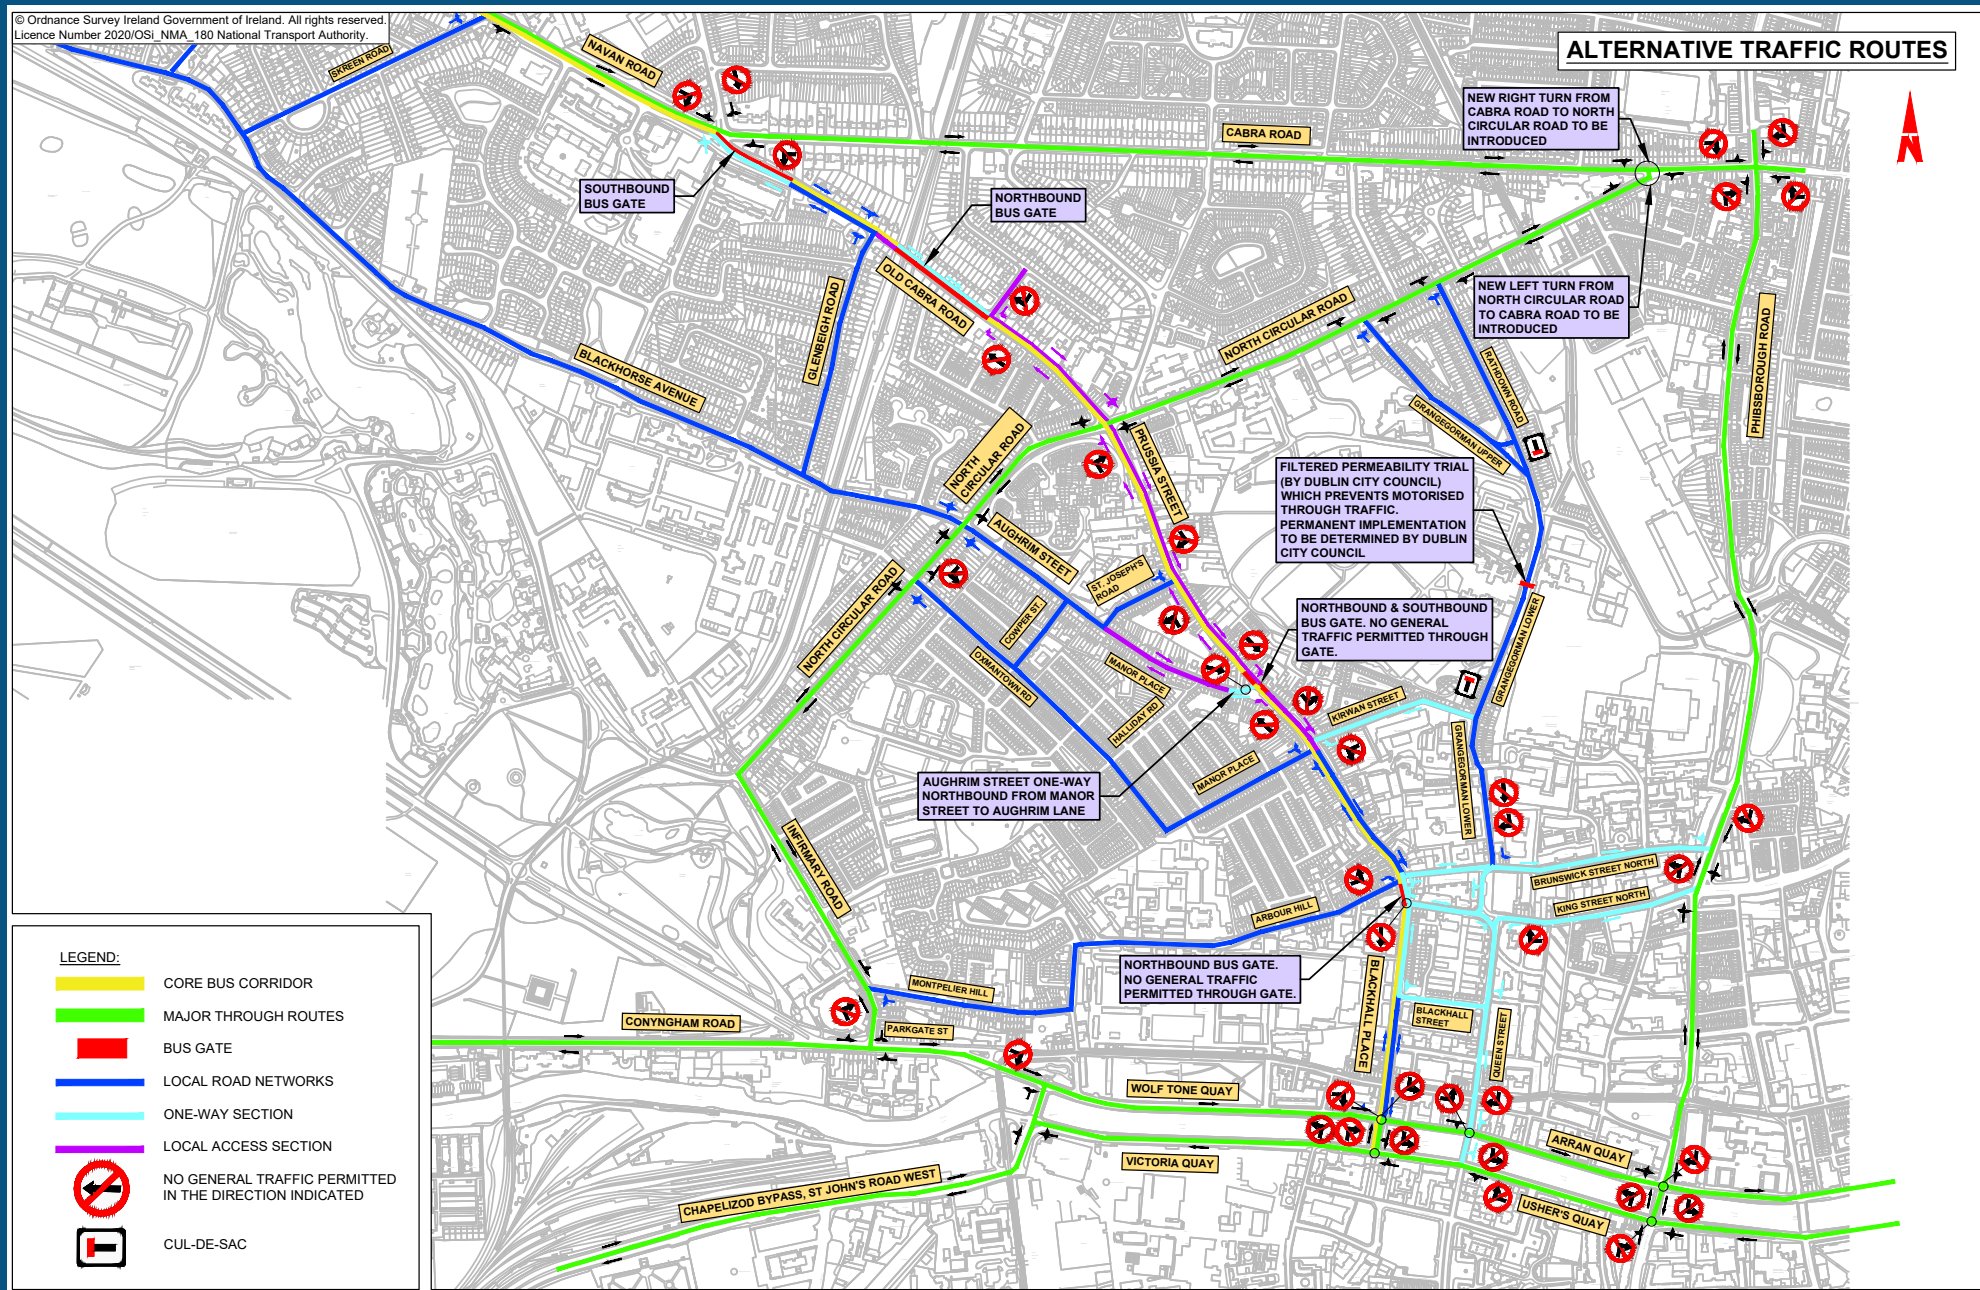 © Ordnance Survey Ireland Government of Ireland. All rights reserved.
Licence Number 2020/OSi_NMA_180 National Transport Authority.
ALTERNATIVE TRAFFIC ROUTES
SKREEN ROAD
NAVAN ROAD
CABRA ROAD
NEW RIGHT TURN FROM
CABRA ROAD TO NORTH
CIRCULAR ROAD TO BE
INTRODUCED
SOUTHBOUND
BUS GATE
NORTHBOUND
BUS GATE
OLD CABRA ROAD
GLENBEIGH ROAD
BLACKHORSE AVENUE
NORTH CIRCULAR ROAD
NEW LEFT TURN FROM
NORTH CIRCULAR ROAD
TO CABRA ROAD TO BE
INTRODUCED
PHIBSBOROUGH ROAD
RATHDOWN ROAD
GRANGEGORMAN UPPER
NORTH
CIRCULAR ROAD
PRUSSIA STREET
FILTERED PERMEABILITY TRIAL
(BY DUBLIN CITY COUNCIL)
WHICH PREVENTS MOTORISED
THROUGH TRAFFIC.
PERMANENT IMPLEMENTATION
TO BE DETERMINED BY DUBLIN
CITY COUNCIL
AUGHRIM STEET
ST. JOSEPH'S
ROAD
NORTH CIRCULAR ROAD
COWPER ST.
OXMANTOWN RD
MANOR PLACE
HALIDAY RD
NORTHBOUND & SOUTHBOUND
BUS GATE. NO GENERAL
TRAFFIC PERMITTED THROUGH
GATE.
GRANGEGORMAN LOWER
KIRWAN STREET
GRANGEGORMAN LOWER
MANOR PLACE
AUGHRIM STREET ONE-WAY
NORTHBOUND FROM MANOR
STREET TO AUGHRIM LANE
INFIRMARY ROAD
BRUNSWICK STREET NORTH
KING STREET NORTH
ARBOUR HILL
NORTHBOUND BUS GATE.
NO GENERAL TRAFFIC
PERMITTED THROUGH GATE.
BLACKHALL PLACE
BLACKHALL
STREET
QUEEN STREET
MONTPELIER HILL
CONYNGHAM ROAD
PARKGATE ST
WOLF TONE QUAY
VICTORIA QUAY
ARRAN QUAY
USHER'S QUAY
CHAPELIZOD BYPASS, ST JOHN'S ROAD WEST
LEGEND:
CORE BUS CORRIDOR
MAJOR THROUGH ROUTES
BUS GATE
LOCAL ROAD NETWORKS
ONE-WAY SECTION
LOCAL ACCESS SECTION
NO GENERAL TRAFFIC PERMITTED
IN THE DIRECTION INDICATED
CUL-DE-SAC
N